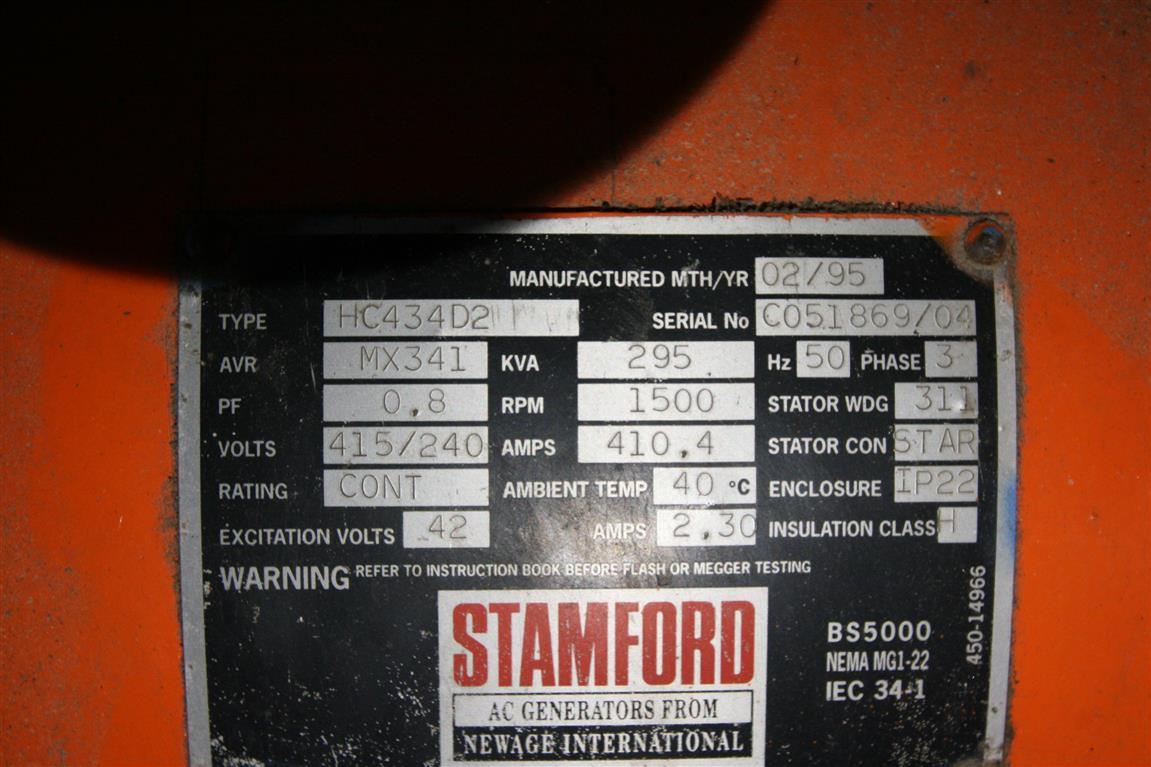 MANUFACTURED MTH/YR 02/95
TYPE HC434D2 SERIAL No C051869/04
AVR MX341 KVA 295 Hz 50 PHASE 3
PF 0.8 RPM 1500 STATOR WDG 311
VOLTS 415/240 AMPS 410.4 STATOR CON STAR
RATING CONT AMBIENT TEMP 40 °C ENCLOSURE IP22
EXCITATION VOLTS 42 AMPS 2.30 INSULATION CLASS H
WARNING REFER TO INSTRUCTION BOOK BEFORE FLASH OR MEGGER TESTING
STAMFORD
AC GENERATORS FROM
NEWAGE INTERNATIONAL
BS5000
NEMA MG1-22
IEC 34-1
450-14966